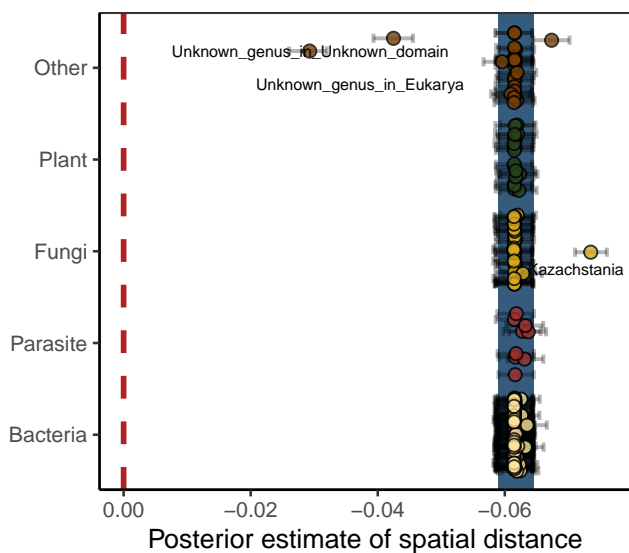 Other
Unknown_genus_in_Unknown_domain
Unknown_genus_in_Eukarya
Plant
Fungi
Kazachstania
Parasite
Bacteria
0.00 −0.02 −0.04 −0.06
Posterior estimate of spatial distance